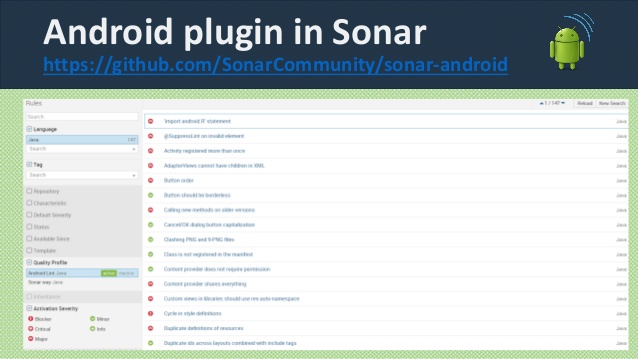 Android plugin in Sonar
https://github.com/SonarCommunity/sonar-android
Rules
1 / 147
Reload
New Search
Search
Language
Java
147
Search
Tag
Search
Repository
Characteristic
Default Severity
Status
Available Since
Template
Quality Profile
Android Lint Java
active
inactive
Sonar way Java
Inheritance
Activation Severity
Blocker
Minor
Critical
Info
Major
'import android.R' statement
Java
@SuppressLint on invalid element
Java
Activity registered more than once
Java
AdapterViews cannot have children in XML
Java
Button order
Java
Button should be borderless
Java
Calling new methods on older versions
Java
Cancel/OK dialog button capitalization
Java
Clashing PNG and 9-PNG files
Java
Class is not registered in the manifest
Java
Content provider does not require permission
Java
Content provider shares everything
Java
Custom views in libraries should use res-auto namespace
Java
Cycle in style definitions
Java
Duplicate definitions of resources
Java
Duplicate ids across layouts combined with include tags
Java